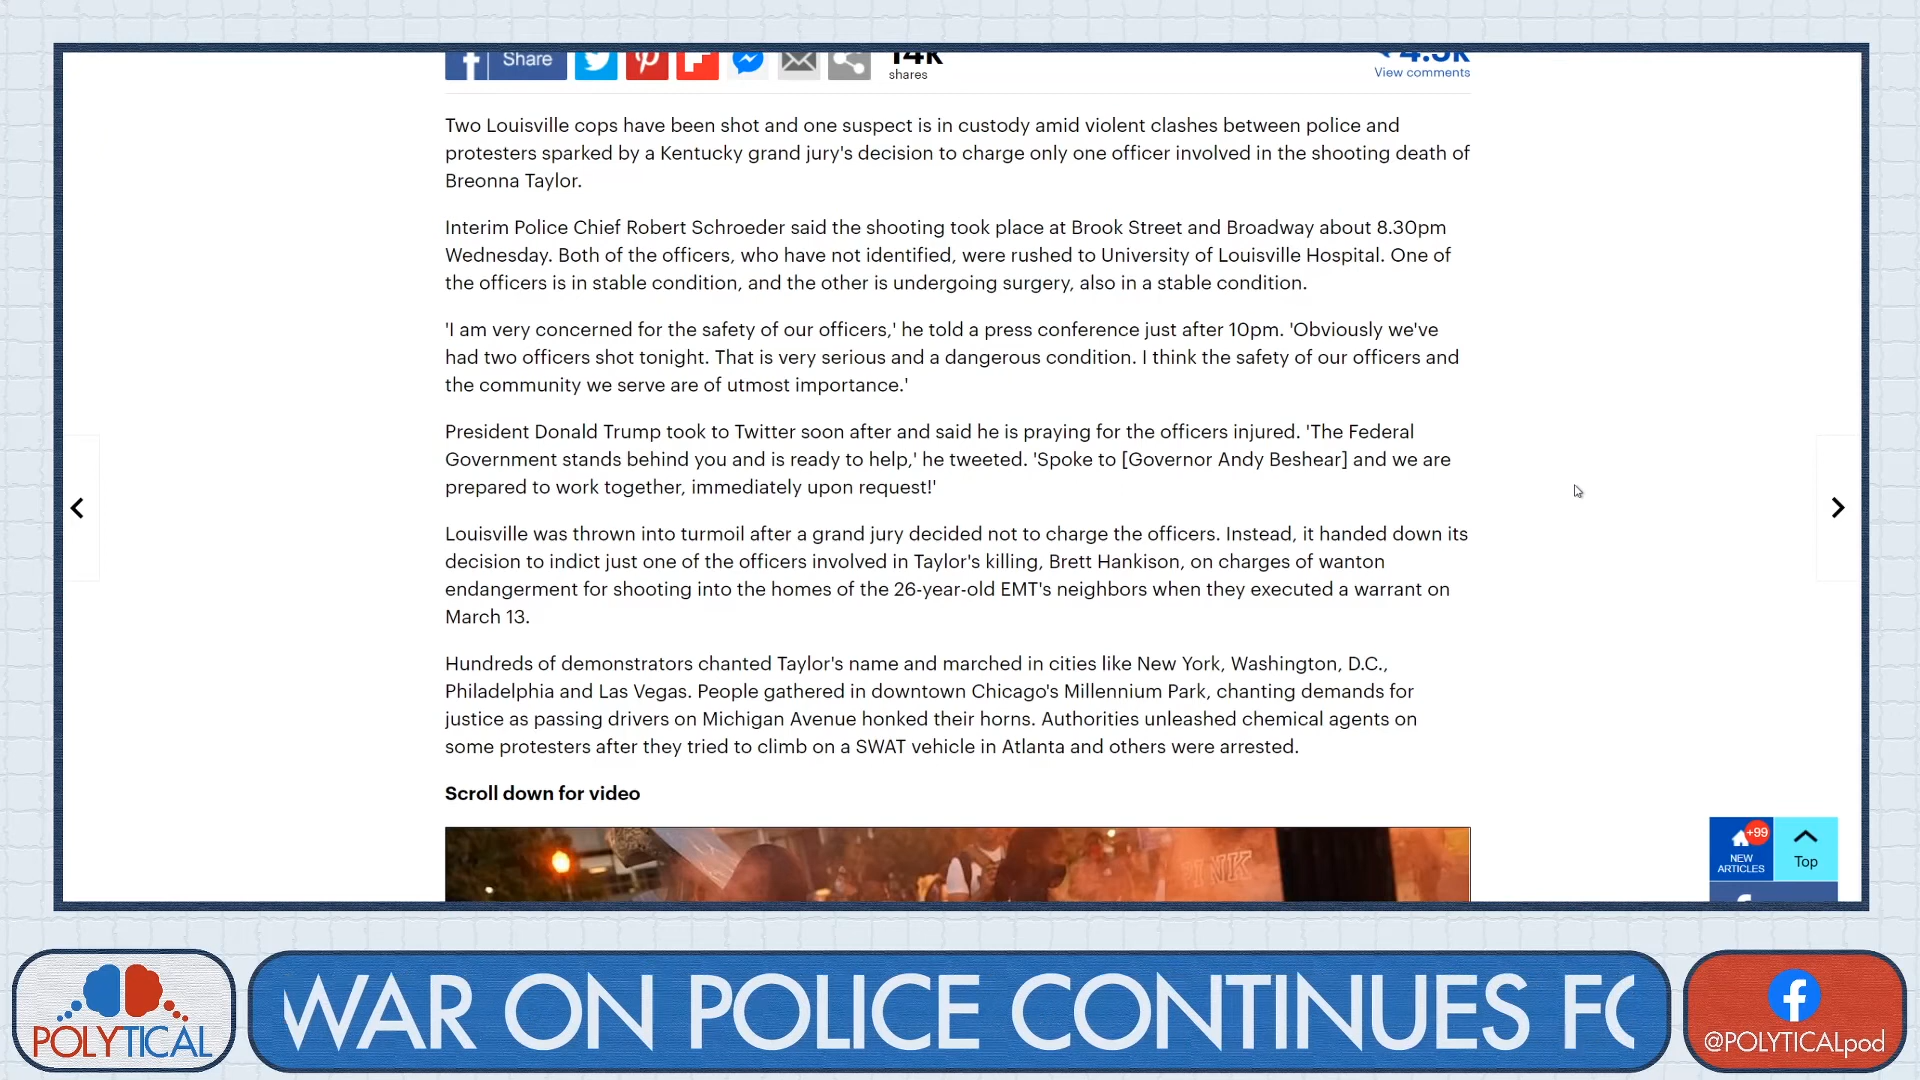 Share
14K
shares
4.3K
View comments
Two Louisville cops have been shot and one suspect is in custody amid violent clashes between police and
protesters sparked by a Kentucky grand jury's decision to charge only one officer involved in the shooting death of
Breonna Taylor.
Interim Police Chief Robert Schroeder said the shooting took place at Brook Street and Broadway about 8.30pm
Wednesday. Both of the officers, who have not identified, were rushed to University of Louisville Hospital. One of
the officers is in stable condition, and the other is undergoing surgery, also in a stable condition.
'I am very concerned for the safety of our officers,' he told a press conference just after 10pm. 'Obviously we've
had two officers shot tonight. That is very serious and a dangerous condition. I think the safety of our officers and
the community we serve are of utmost importance.'
President Donald Trump took to Twitter soon after and said he is praying for the officers injured. 'The Federal
Government stands behind you and is ready to help,' he tweeted. 'Spoke to [Governor Andy Beshear] and we are
prepared to work together, immediately upon request!'
Louisville was thrown into turmoil after a grand jury decided not to charge the officers. Instead, it handed down its
decision to indict just one of the officers involved in Taylor's killing, Brett Hankison, on charges of wanton
endangerment for shooting into the homes of the 26-year-old EMT's neighbors when they executed a warrant on
March 13.
Hundreds of demonstrators chanted Taylor's name and marched in cities like New York, Washington, D.C.,
Philadelphia and Las Vegas. People gathered in downtown Chicago's Millennium Park, chanting demands for
justice as passing drivers on Michigan Avenue honked their horns. Authorities unleashed chemical agents on
some protesters after they tried to climb on a SWAT vehicle in Atlanta and others were arrested.
Scroll down for video
PINK
+99
NEW
ARTICLES
Top
POLYTICAL
WAR ON POLICE CONTINUES FO
@POLYTICALpod